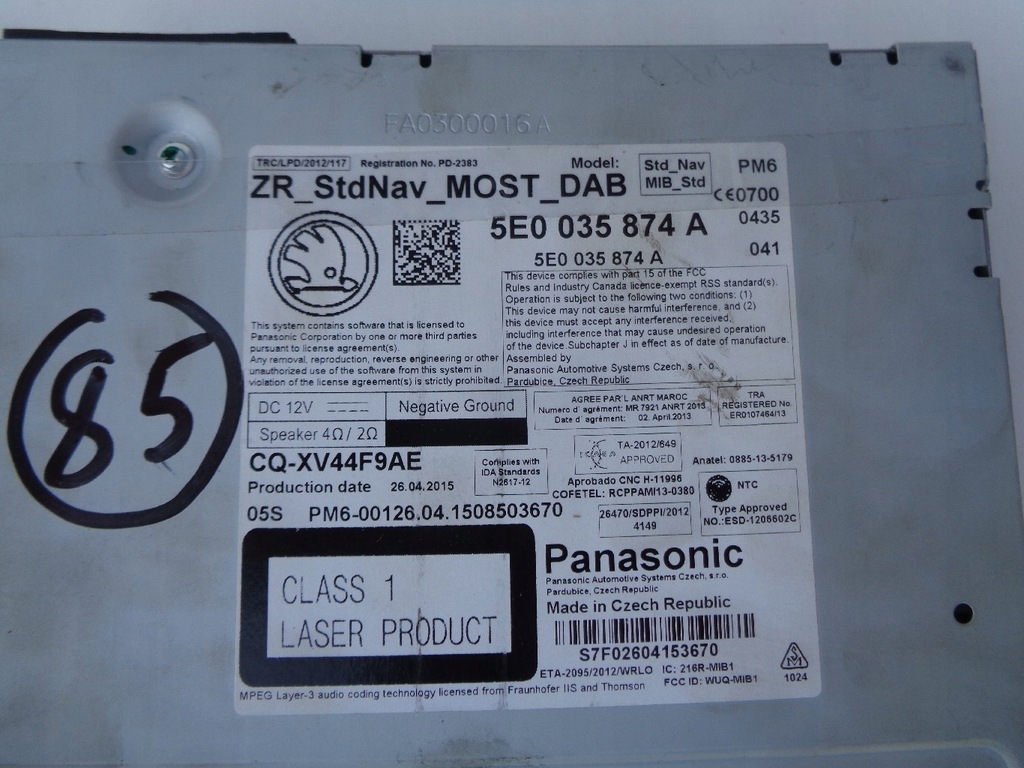 FA0300016A
TRC/LPD/2012/117 Registration No. PD-2383 Model: Std_Nav MIB_Std PM6
ZR_StdNav_MOST_DAB
CE0700
5E0 035 874 A 0435
5E0 035 874 A 041
This device complies with part 15 of the FCC
Rules and Industry Canada licence-exempt RSS standard(s).
Operation is subject to the following two conditions: (1)
This device may not cause harmful interference, and (2)
this device must accept any interference received,
including interference that may cause undesired operation
of the device.Subchapter J in effect as of date of manufacture.
Assembled by
Panasonic Automotive Systems Czech, s. r. o.
Pardubice, Czech Republic
This system contains software that is licensed to
Panasonic Corporation by one or more third parties
pursuant to license agreement(s).
Any removal, reproduction, reverse engineering or other
unauthorized use of the software from this system in
violation of the license agreement(s) is strictly prohibited.
85
DC 12V Negative Ground
Speaker 4Ω / 2Ω
AGREE PAR'L ANRT MAROC
Numero d´agrément: MR 7921 ANRT 2013
Date d´agrément: 02. April.2013
TRA
REGISTERED No.
ER0107464/13
CQ-XV44F9AE
Production date 26.04.2015
Complies with
IDA Standards
N2617-12
TA-2012/649
APPROVED
Anatel: 0885-13-5179
Aprobado CNC H-11996
COFETEL: RCPPAMI13-0380
NTC
Type Approved
NO.:ESD-1206602C
05S PM6-00126.04.1508503670
26470/SDPPI/2012
4149
CLASS 1
LASER PRODUCT
Panasonic
Panasonic Automotive Systems Czech, s.r.o.
Pardubice, Czech Republic
Made in Czech Republic
S7F02604153670
ETA-2095/2012/WRLO IC: 216R-MIB1
FCC ID: WUQ-MIB1
1024
MPEG Layer-3 audio coding technology licensed from Fraunhofer IIS and Thomson